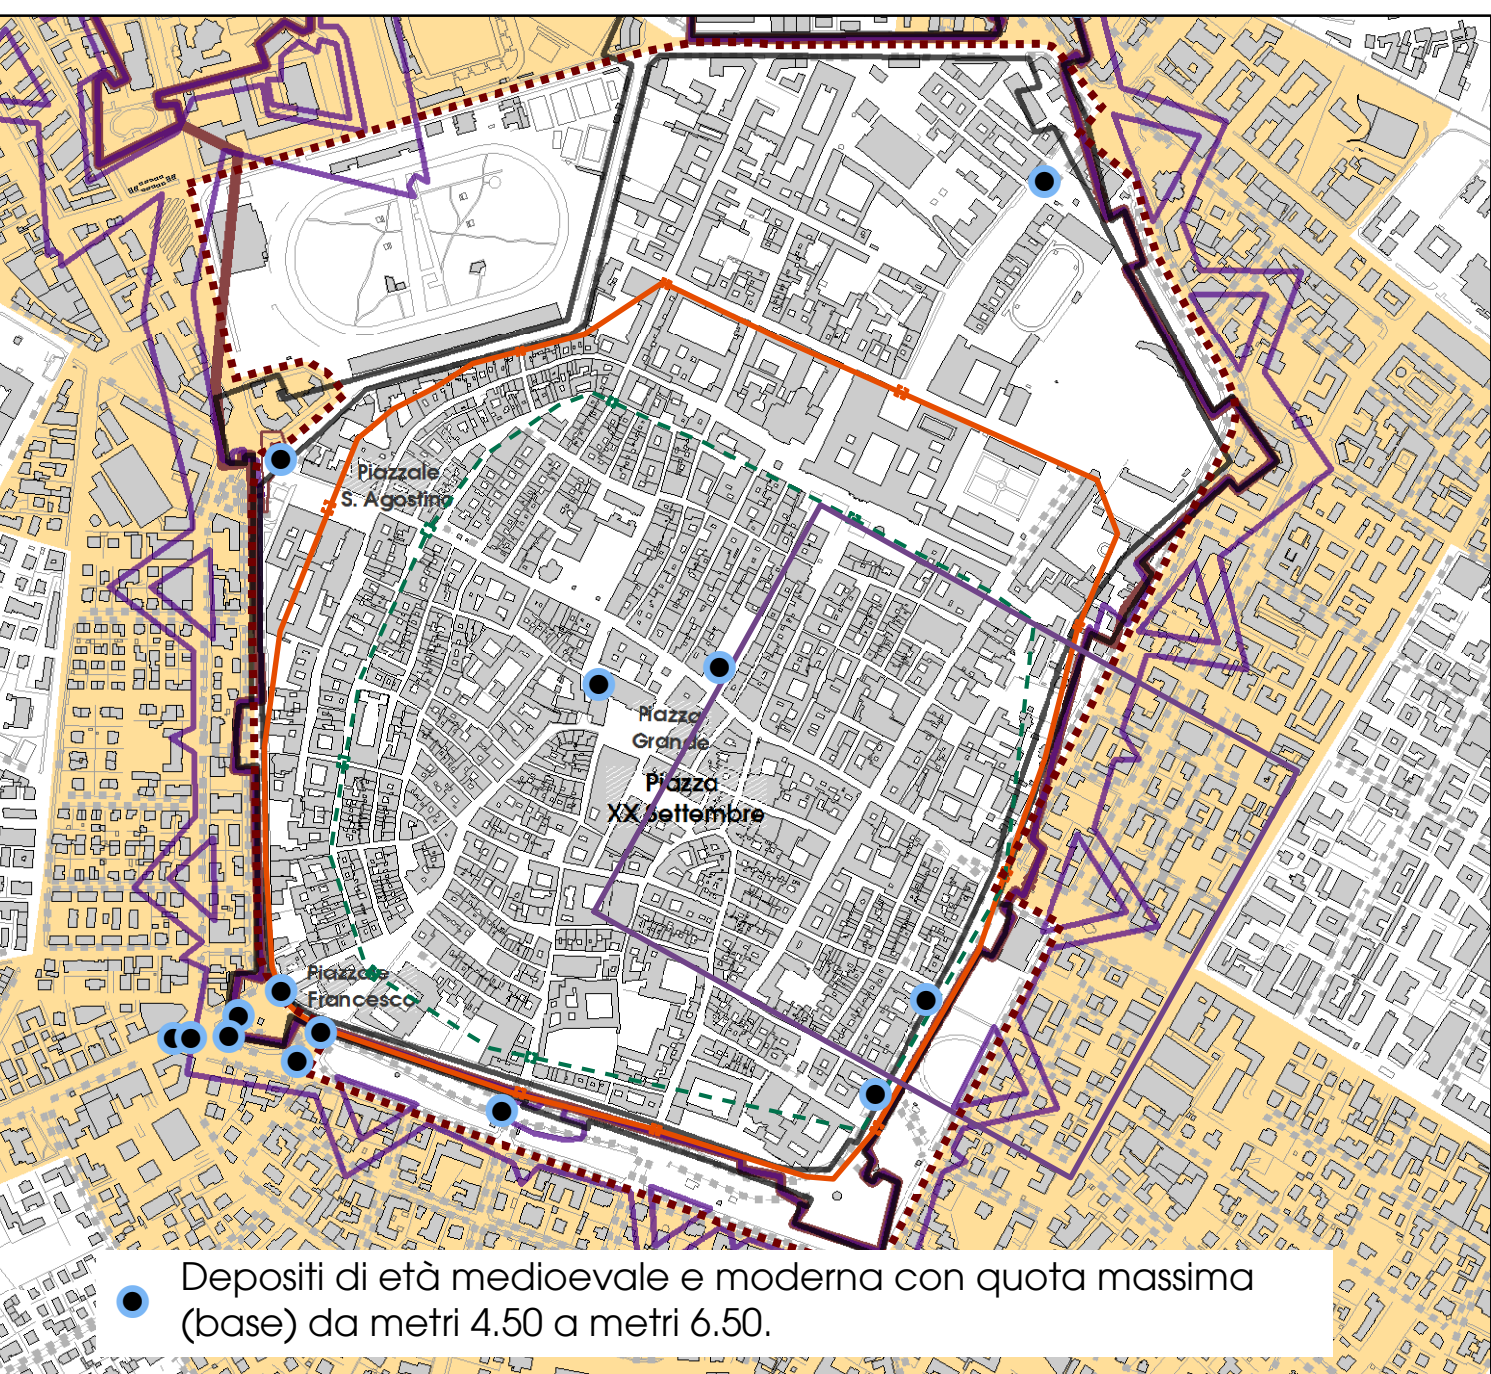 Piazzale
S. Agostino
Piazza
Grande
Piazza
XX Settembre
Piazzale
Francesco
Depositi di età medioevale e moderna con quota massima
(base) da metri 4.50 a metri 6.50.